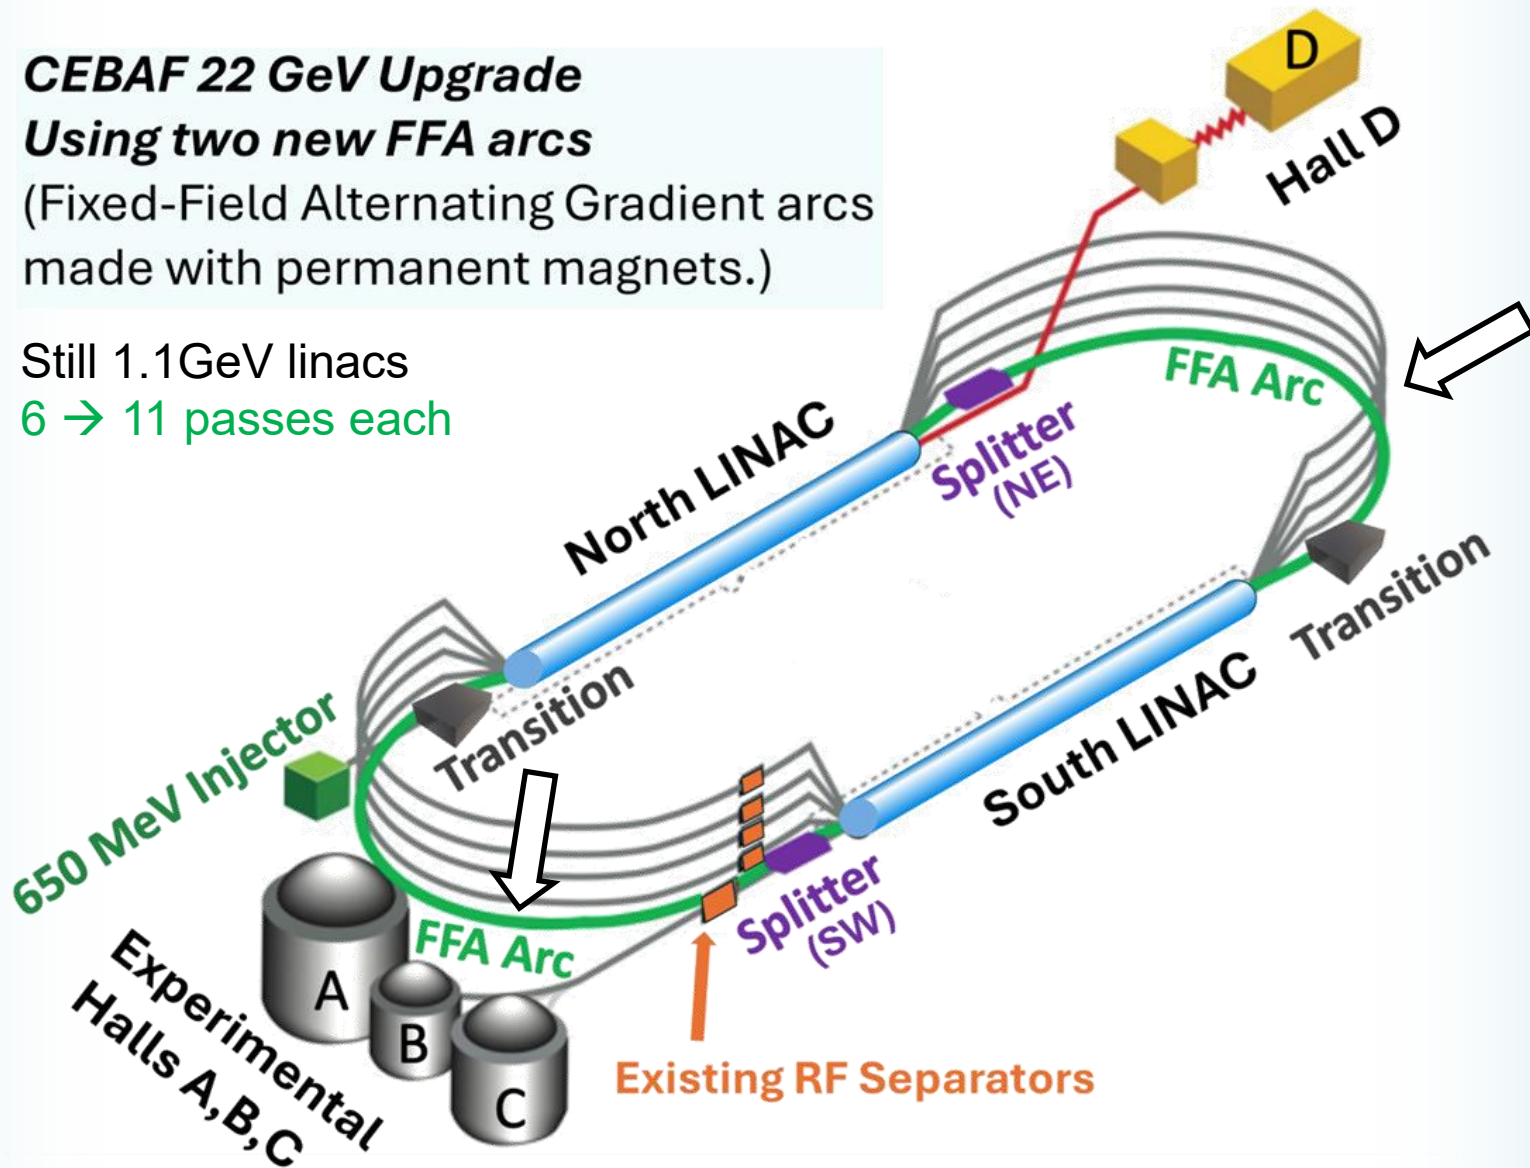 CEBAF 22 GeV Upgrade
Using two new FFA arcs
(Fixed-Field Alternating Gradient arcs
made with permanent magnets.)
Still 1.1GeV linacs
6 → 11 passes each
D
Hall D
FFA Arc
North LINAC
Splitter
(NE)
Transition
South LINAC
Transition
650 MeV Injector
Splitter
(SW)
FFA Arc
A
B
C
Experimental
Halls A,B,C
Existing RF Separators